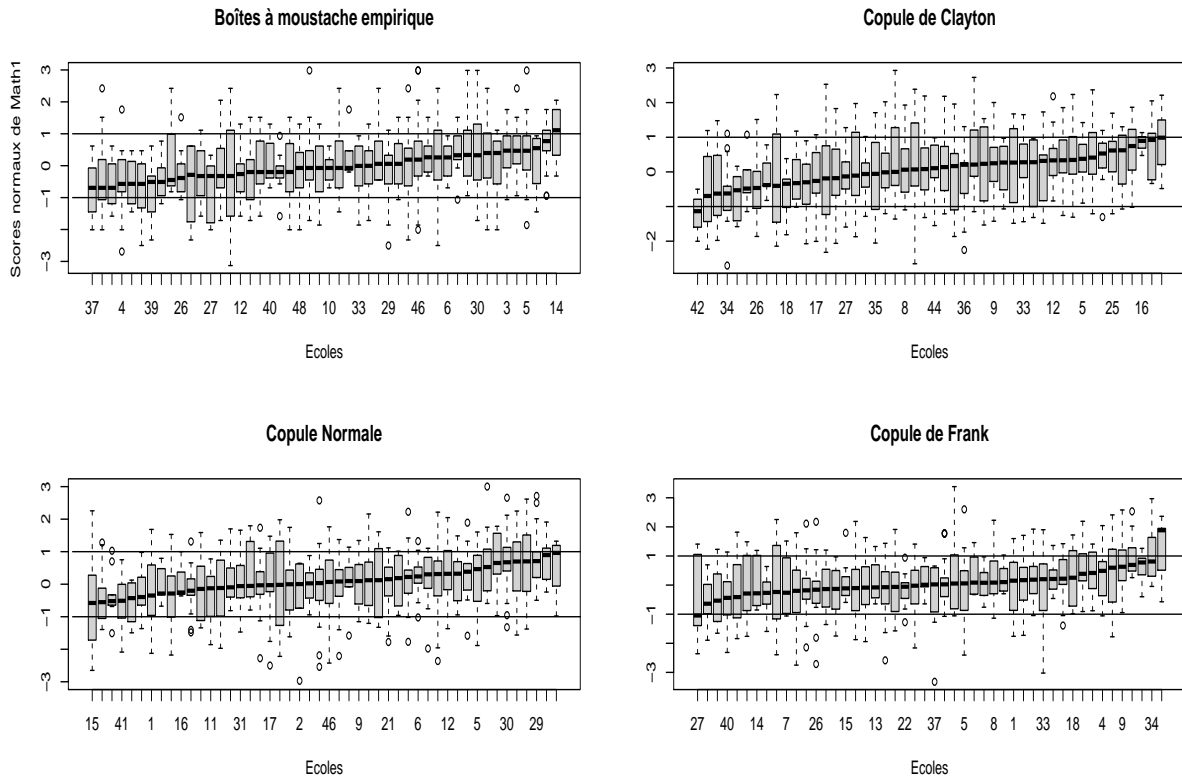 Boîtes à moustache empirique
Scores normaux de Math1
3
1
0
−1
−3
37 4 39 26 27 12 40 48 10 33 29 46 6 30 3 5 14
Ecoles
Copule de Clayton
3
2
1
0
−2
42 34 26 18 17 27 35 8 44 36 9 33 12 5 25 16
Ecoles
Copule Normale
3
2
1
0
−1
−3
15 41 1 16 11 31 17 2 46 9 21 6 12 5 30 29
Ecoles
Copule de Frank
3
2
1
−1
−3
27 40 14 7 26 15 13 22 37 5 8 1 33 18 4 9 34
Ecoles